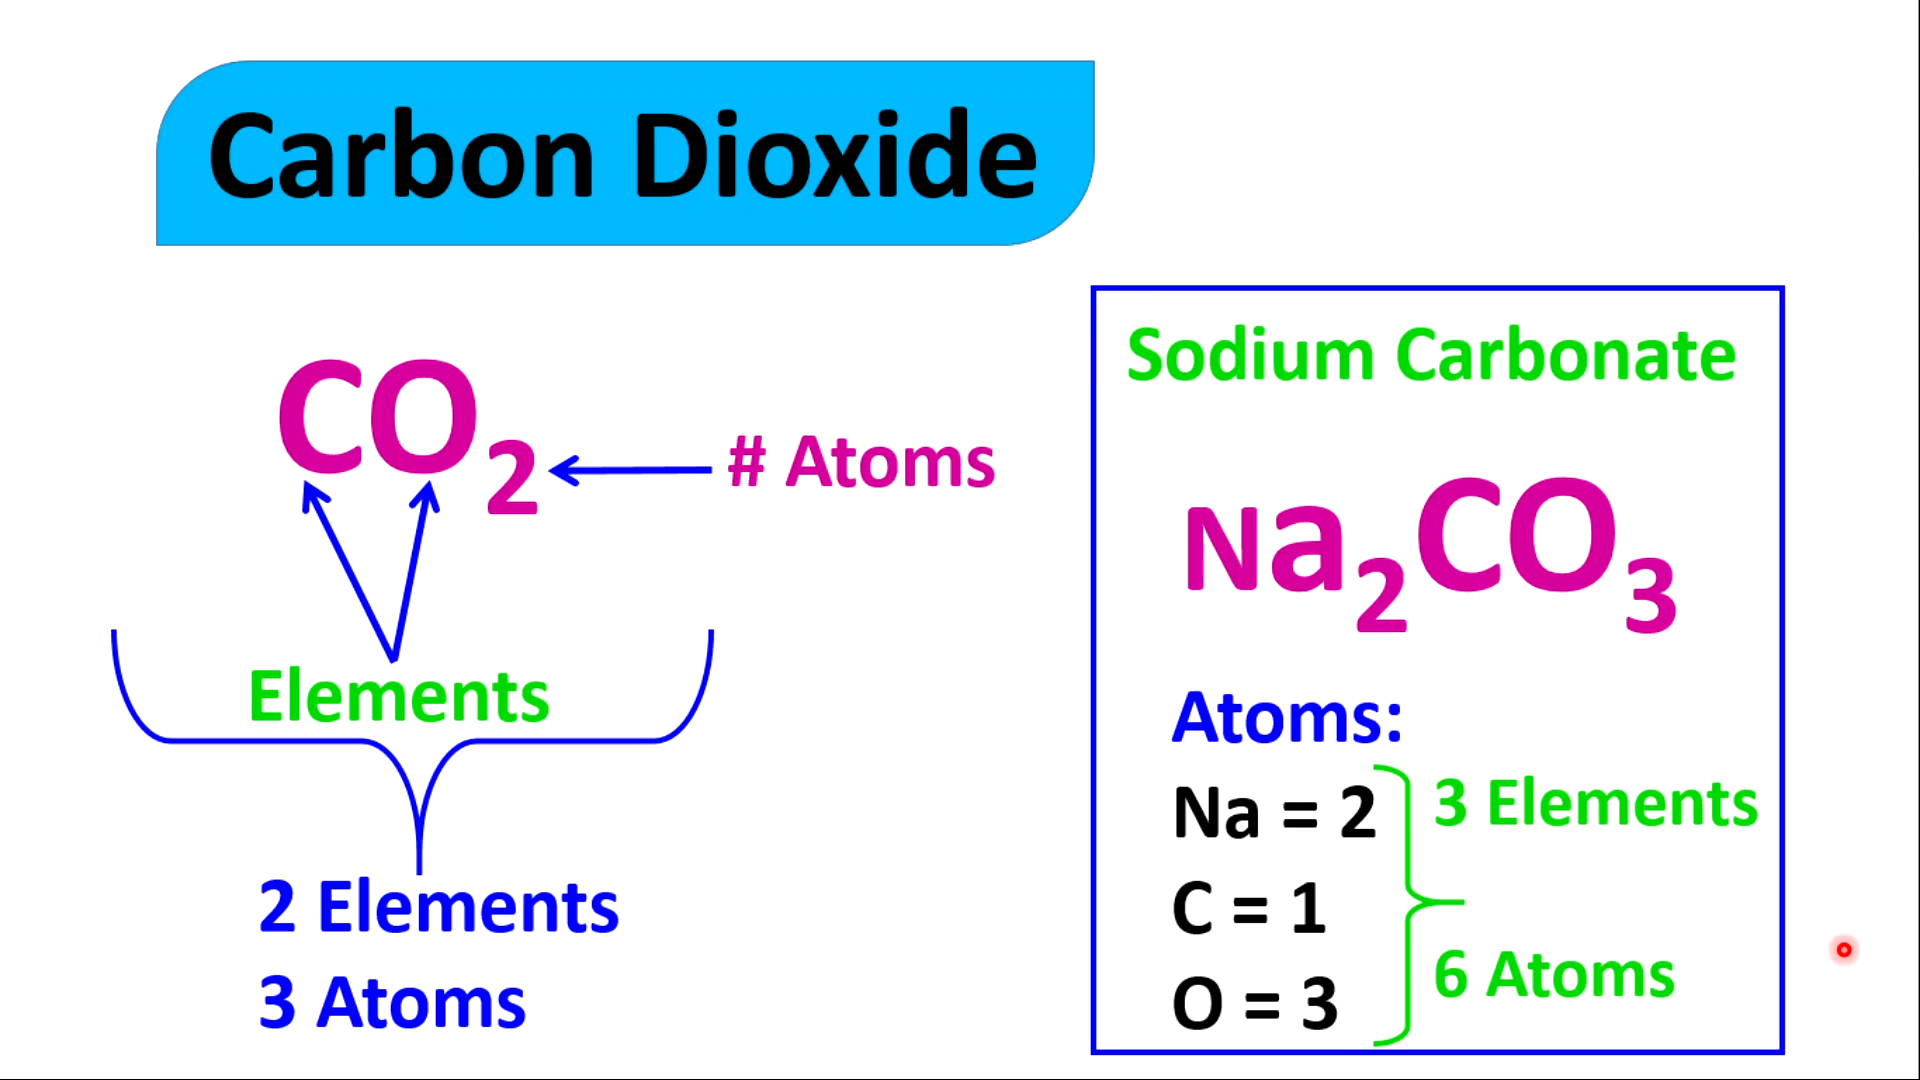 Carbon Dioxide
CO₂
# Atoms
Elements
2 Elements
3 Atoms
Sodium Carbonate
Na₂CO₃
Atoms:
Na = 2
C = 1
O = 3
3 Elements
6 Atoms